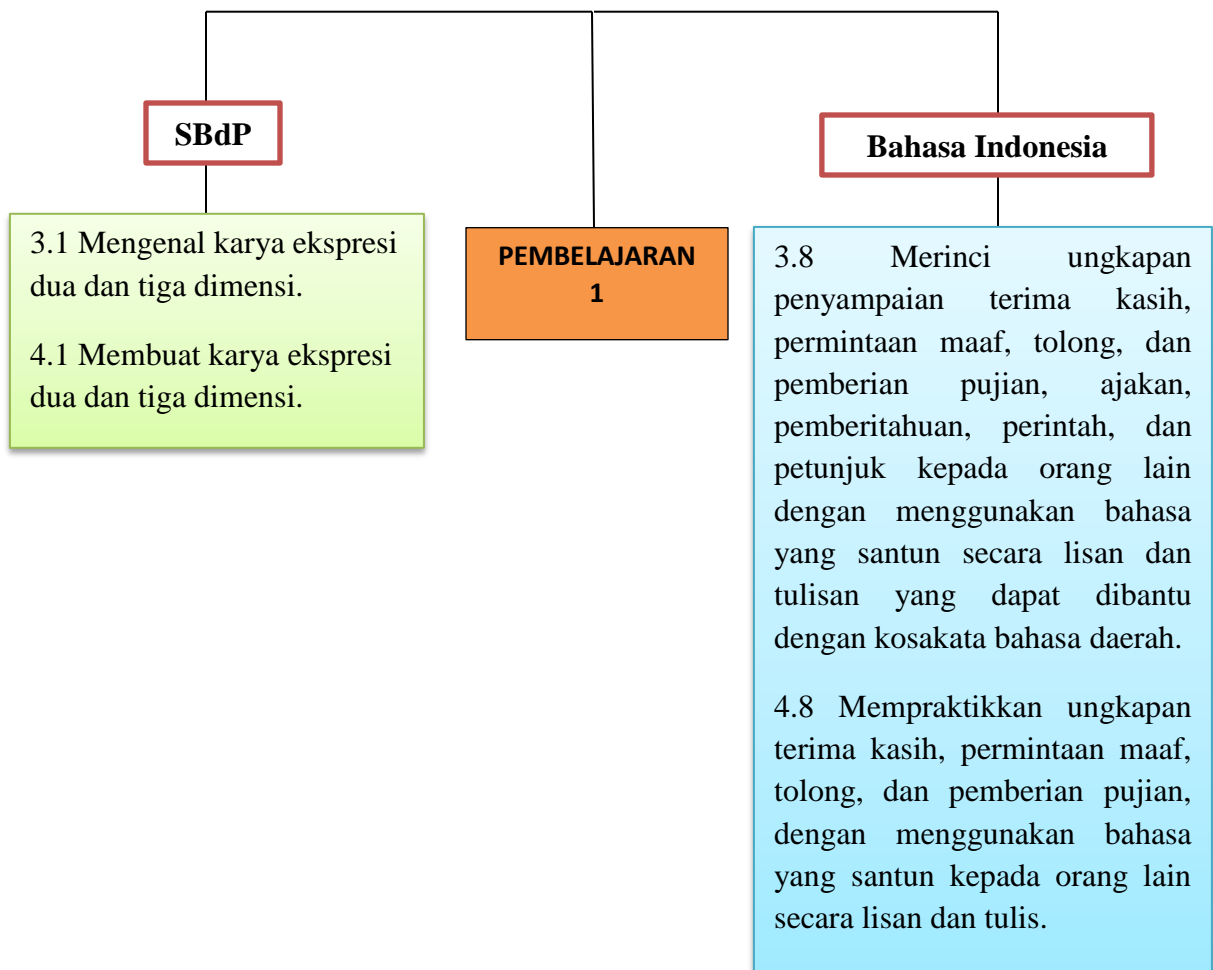 SBdP
3.1 Mengenal karya ekspresi
dua dan tiga dimensi.
4.1 Membuat karya ekspresi
dua dan tiga dimensi.
PEMBELAJARAN
1
Bahasa Indonesia
3.8 Merinci ungkapan
penyampaian terima kasih,
permintaan maaf, tolong, dan
pemberian pujian, ajakan,
pemberitahuan, perintah, dan
petunjuk kepada orang lain
dengan menggunakan bahasa
yang santun secara lisan dan
tulisan yang dapat dibantu
dengan kosakata bahasa daerah.
4.8 Mempraktikkan ungkapan
terima kasih, permintaan maaf,
tolong, dan pemberian pujian,
dengan menggunakan bahasa
yang santun kepada orang lain
secara lisan dan tulis.